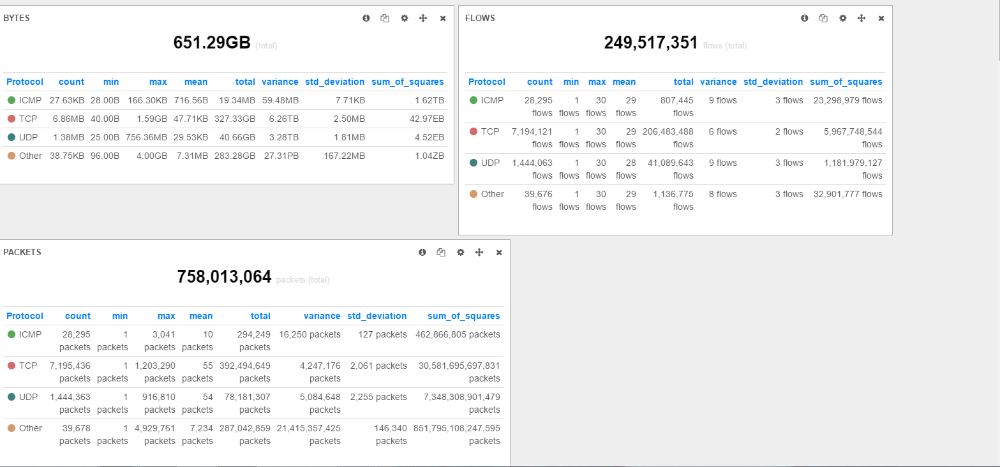 BYTES
651.29GB (total)
Protocol count min max mean total variance std_deviation sum_of_squares
ICMP 27.63KB 28.00B 166.30KB 716.56B 19.34MB 59.48MB 7.71KB 1.62TB
TCP 6.86MB 40.00B 1.59GB 47.71KB 327.33GB 6.26TB 2.50MB 42.97EB
UDP 1.38MB 25.00B 756.36MB 29.53KB 40.66GB 3.28TB 1.81MB 4.52EB
Other 38.75KB 96.00B 4.00GB 7.31MB 283.28GB 27.31PB 167.22MB 1.04ZB
FLOWS
249,517,351 flows (total)
Protocol count min max mean total variance std_deviation sum_of_squares
ICMP 28,295 1 30 29 807,445 9 flows 3 flows 23,298,979 flows
flows flows flows flows flows
TCP 7,194,121 1 30 29 206,483,488 6 flows 2 flows 5,967,748,544
flows flows flows flows flows flows
UDP 1,444,063 1 30 28 41,089,643 9 flows 3 flows 1,181,979,127
flows flows flows flows flows flows
Other 39,676 1 30 29 1,136,775 8 flows 3 flows 32,901,777 flows
flows flows flows flows flows
PACKETS
758,013,064 packets (total)
Protocol count min max mean total variance std_deviation sum_of_squares
ICMP 28,295 1 3,041 10 294,249 16,250 packets 127 packets 462,866,805 packets
packets packets packets packets packets
TCP 7,195,436 1 1,203,290 55 392,494,649 4,247,176 2,061 packets 30,581,695,697,831
packets packets packets packets packets packets packets
UDP 1,444,363 1 916,810 54 78,181,307 5,084,648 2,255 packets 7,348,308,901,479
packets packets packets packets packets packets packets
Other 39,678 1 4,929,761 7,234 287,042,859 21,415,357,425 146,340 851,795,108,247,595
packets packets packets packets packets packets packets packets